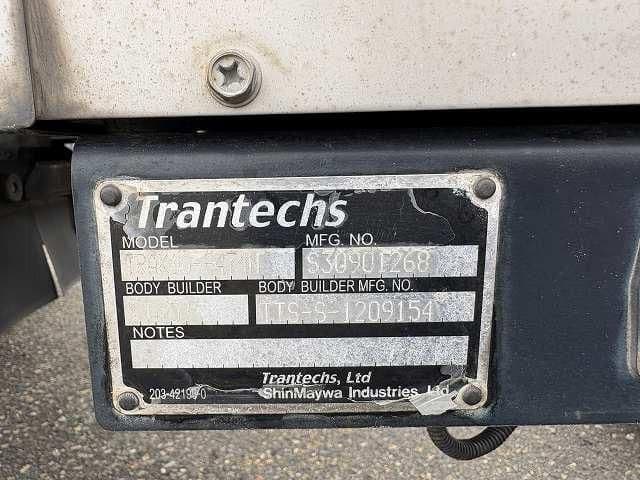 Trantechs
MODEL MFG. NO.
S309U1268
BODY BUILDER BODY BUILDER MFG. NO.
TTS-S-1209154
NOTES
Trantechs, Ltd
203-42190-0 ShinMaywa Industries, Ltd.